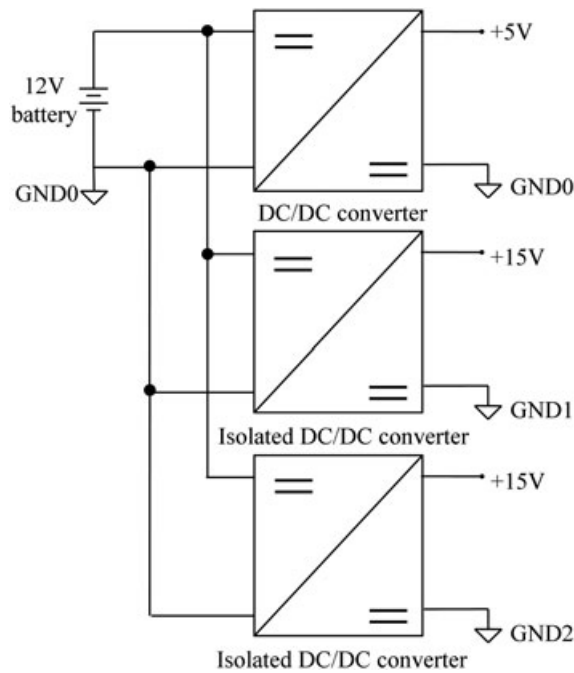 +5V
12V
battery
GND0
GND0
DC/DC converter
+15V
GND1
Isolated DC/DC converter
+15V
GND2
Isolated DC/DC converter